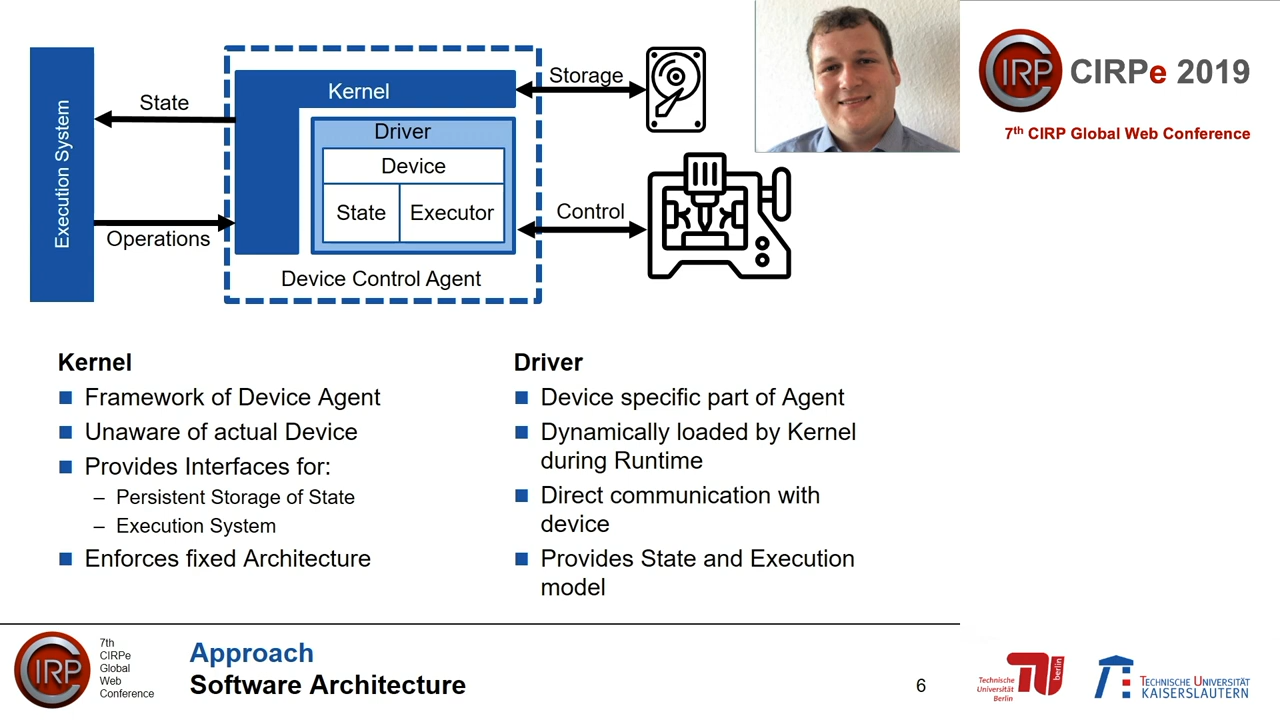 Execution System
State
Operations
Kernel
Driver
Device
State
Executor
Device Control Agent
Storage
Control
CIRP
CIRPe 2019
7th CIRP Global Web Conference
Kernel
Framework of Device Agent
Unaware of actual Device
Provides Interfaces for:
– Persistent Storage of State
– Execution System
Enforces fixed Architecture
Driver
Device specific part of Agent
Dynamically loaded by Kernel
during Runtime
Direct communication with
device
Provides State and Execution
model
CIRP
7th
CIRPe
Global
Web
Conference
Approach
Software Architecture
6
Technische
Universität
Berlin
berlin
TECHNISCHE UNIVERSITÄT
KAISERSLAUTERN